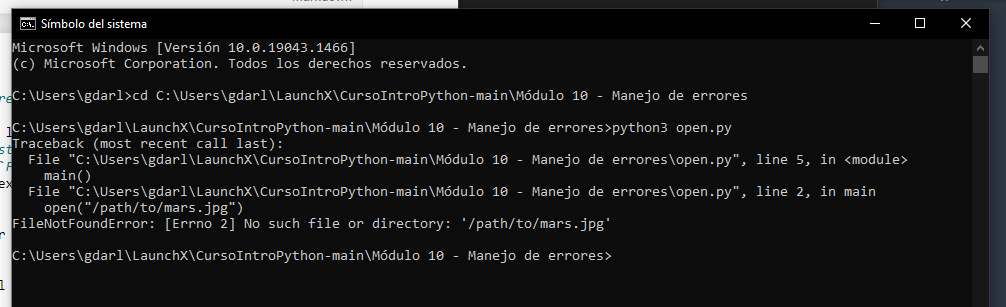 Símbolo del sistema
Microsoft Windows [Versión 10.0.19043.1466]
(c) Microsoft Corporation. Todos los derechos reservados.
C:\Users\gdarl>cd C:\Users\gdarl\LaunchX\CursoIntroPython-main\Módulo 10 - Manejo de errores
C:\Users\gdarl\LaunchX\CursoIntroPython-main\Módulo 10 - Manejo de errores>python3 open.py
Traceback (most recent call last):
  File "C:\Users\gdarl\LaunchX\CursoIntroPython-main\Módulo 10 - Manejo de errores\open.py", line 5, in <module>
    main()
  File "C:\Users\gdarl\LaunchX\CursoIntroPython-main\Módulo 10 - Manejo de errores\open.py", line 2, in main
    open("/path/to/mars.jpg")
FileNotFoundError: [Errno 2] No such file or directory: '/path/to/mars.jpg'
C:\Users\gdarl\LaunchX\CursoIntroPython-main\Módulo 10 - Manejo de errores>